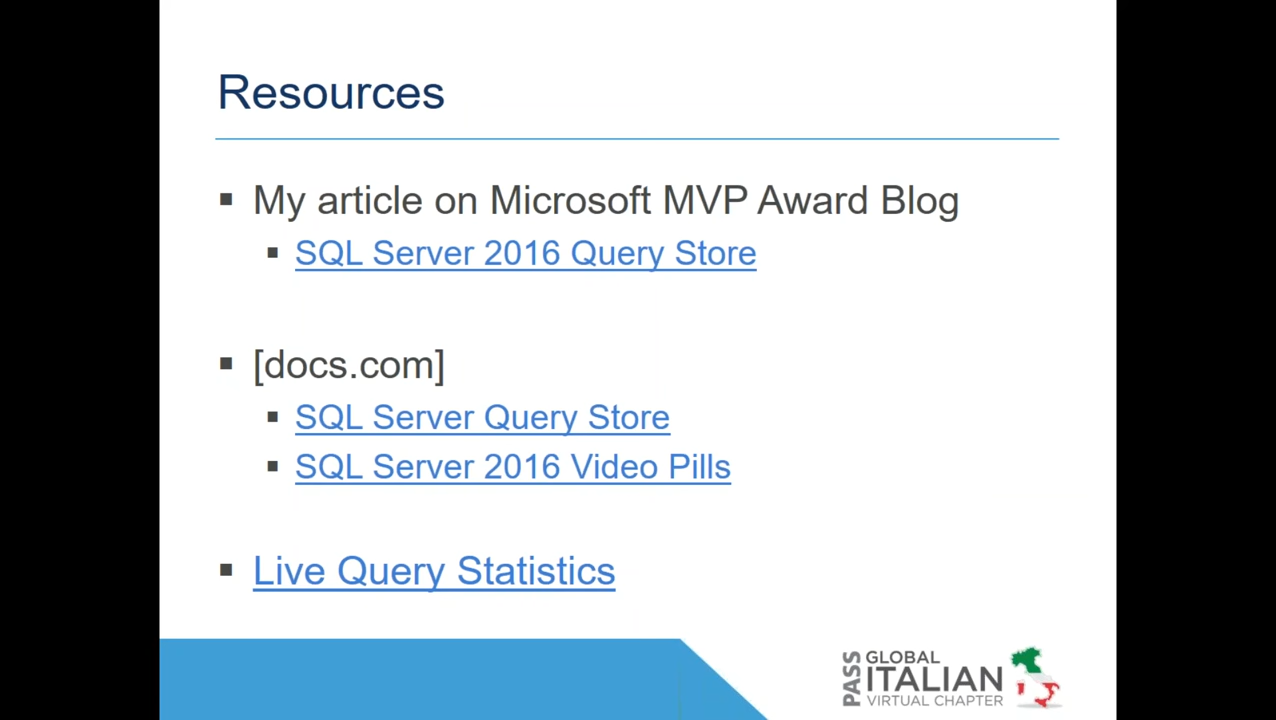 Resources
My article on Microsoft MVP Award Blog
SQL Server 2016 Query Store
[docs.com]
SQL Server Query Store
SQL Server 2016 Video Pills
Live Query Statistics
PASS
GLOBAL
ITALIAN
VIRTUAL CHAPTER